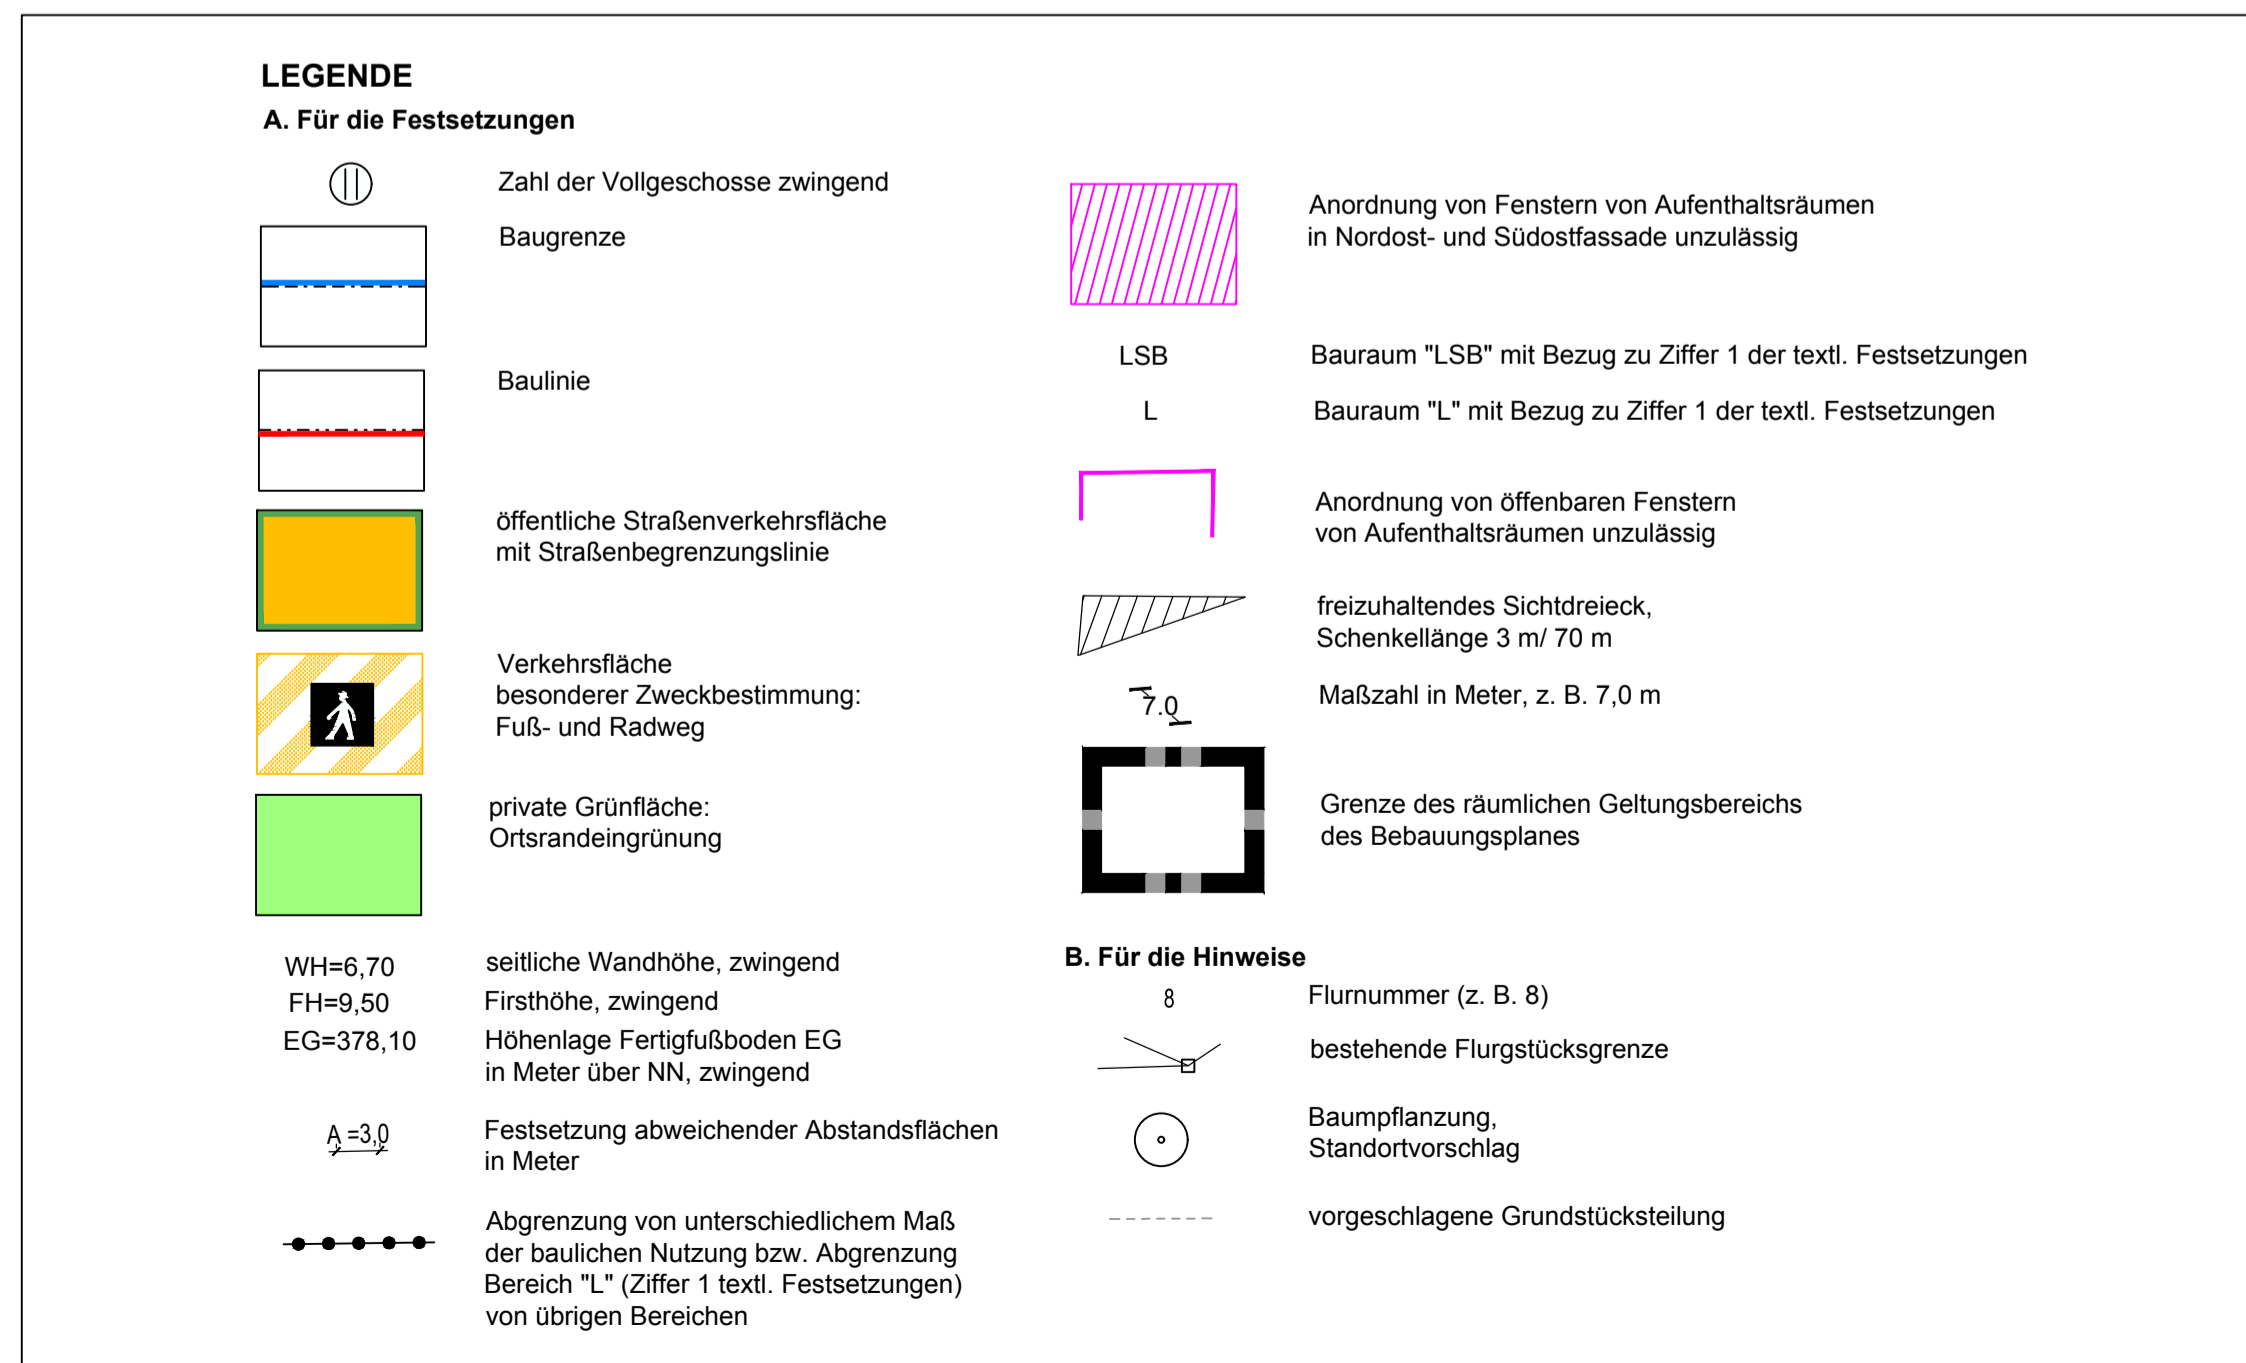 LEGENDE
A. Für die Festsetzungen
Zahl der Vollgeschosse zwingend
Baugrenze
Baulinie
öffentliche Straßenverkehrsfläche
mit Straßenbegrenzungslinie
Verkehrsfläche
besonderer Zweckbestimmung:
Fuß- und Radweg
private Grünfläche:
Ortsrandeingrünung
WH=6,70 seitliche Wandhöhe, zwingend
FH=9,50 Firsthöhe, zwingend
EG=378,10 Höhenlage Fertigfußboden EG
in Meter über NN, zwingend
A =3,0 Festsetzung abweichender Abstandsflächen
in Meter
Abgrenzung von unterschiedlichem Maß
der baulichen Nutzung bzw. Abgrenzung
Bereich "L" (Ziffer 1 textl. Festsetzungen)
von übrigen Bereichen
Anordnung von Fenstern von Aufenthaltsräumen
in Nordost- und Südostfassade unzulässig
LSB Bauraum "LSB" mit Bezug zu Ziffer 1 der textl. Festsetzungen
L Bauraum "L" mit Bezug zu Ziffer 1 der textl. Festsetzungen
Anordnung von öffenbaren Fenstern
von Aufenthaltsräumen unzulässig
freizuhaltendes Sichtdreieck,
Schenkellänge 3 m/ 70 m
7.0 Maßzahl in Meter, z. B. 7,0 m
Grenze des räumlichen Geltungsbereichs
des Bebauungsplanes
B. Für die Hinweise
8 Flurnummer (z. B. 8)
bestehende Flurgstücksgrenze
Baumpflanzung,
Standortvorschlag
vorgeschlagene Grundstücksteilung